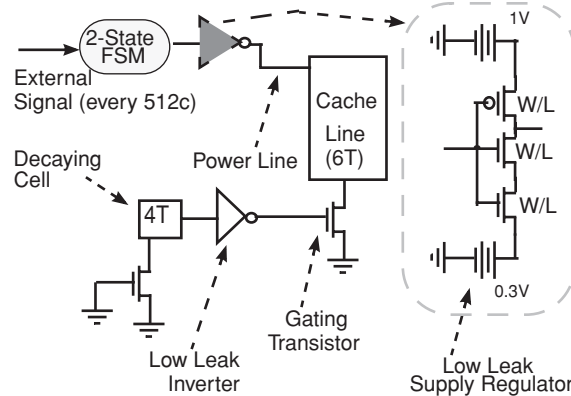 2-State
FSM
External
Signal (every 512c)
Power Line
Cache
Line
(6T)
Decaying
Cell
4T
Low Leak
Inverter
Gating
Transistor
1V
W/L
W/L
W/L
0.3V
Low Leak
Supply Regulator